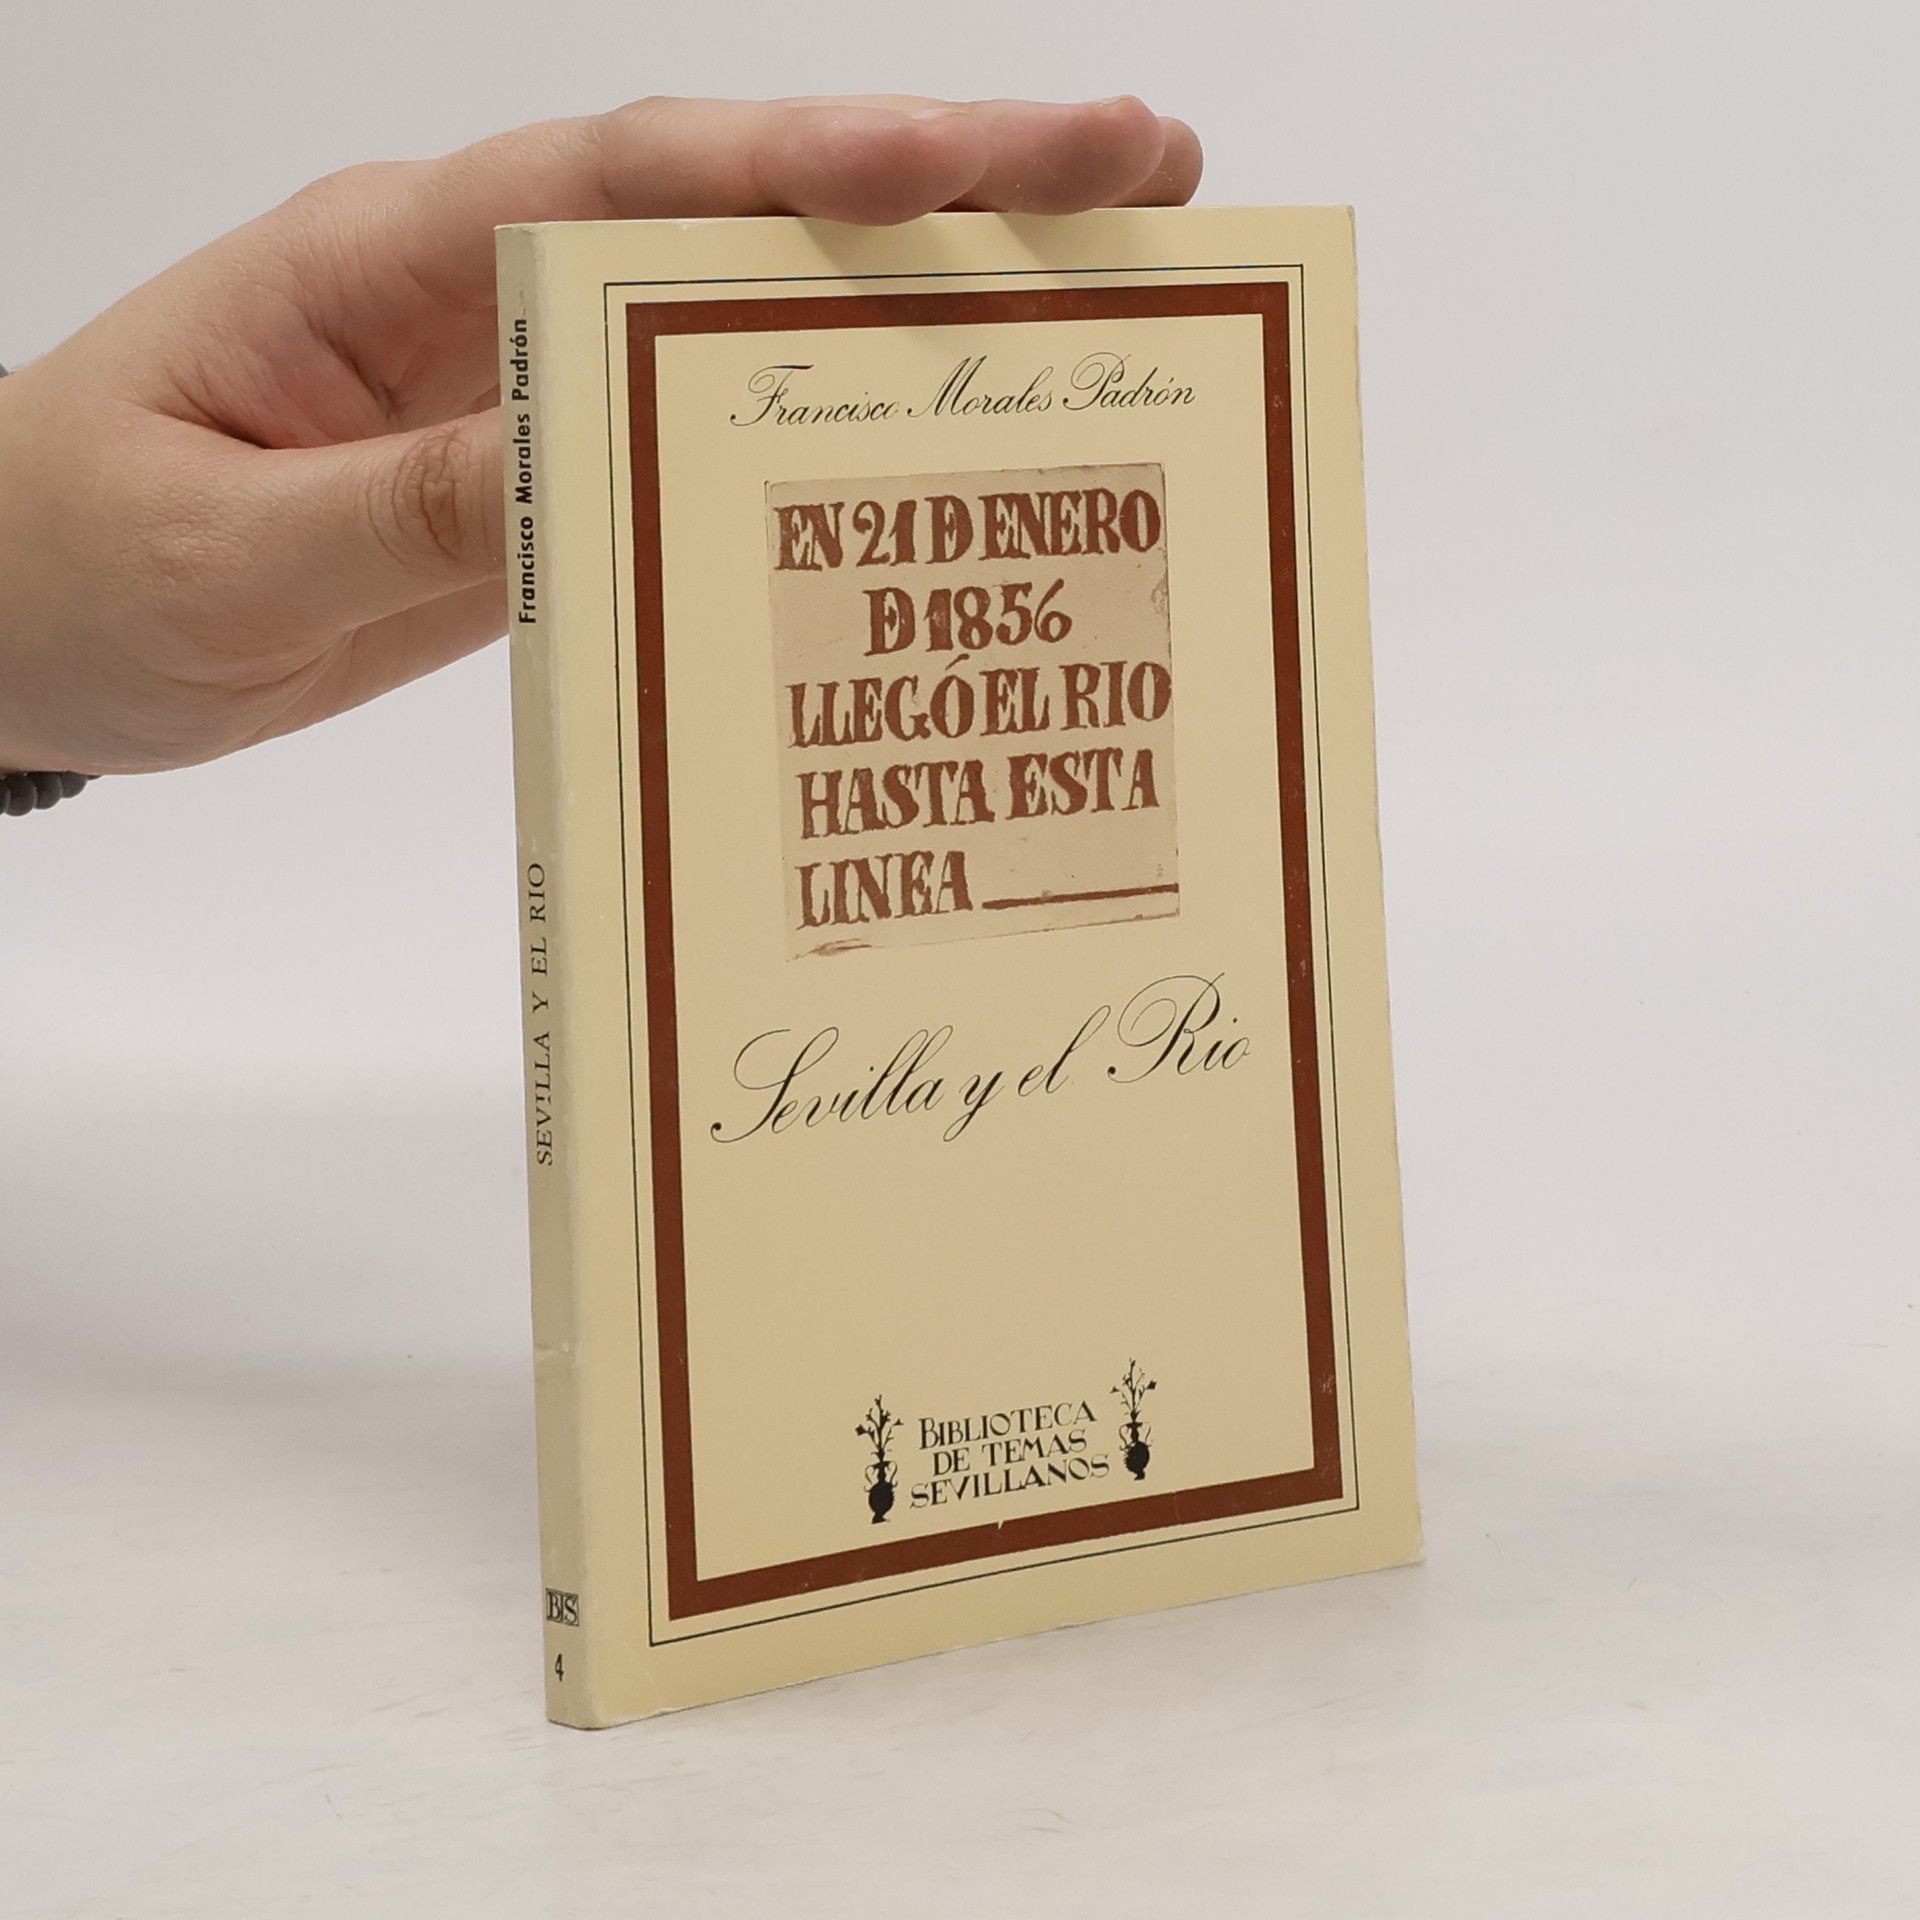 Francisco Morales Padrón
EN 21 D ENERO
D 1856
LLEGÓ EL RIO
HASTA ESTA
LINEA
Sevilla y el Rio
BIBLIOTECA
DE TEMAS
SEVILLANOS
Francisco Morales Padrón
SEVILLA Y EL RIO
BTS
4